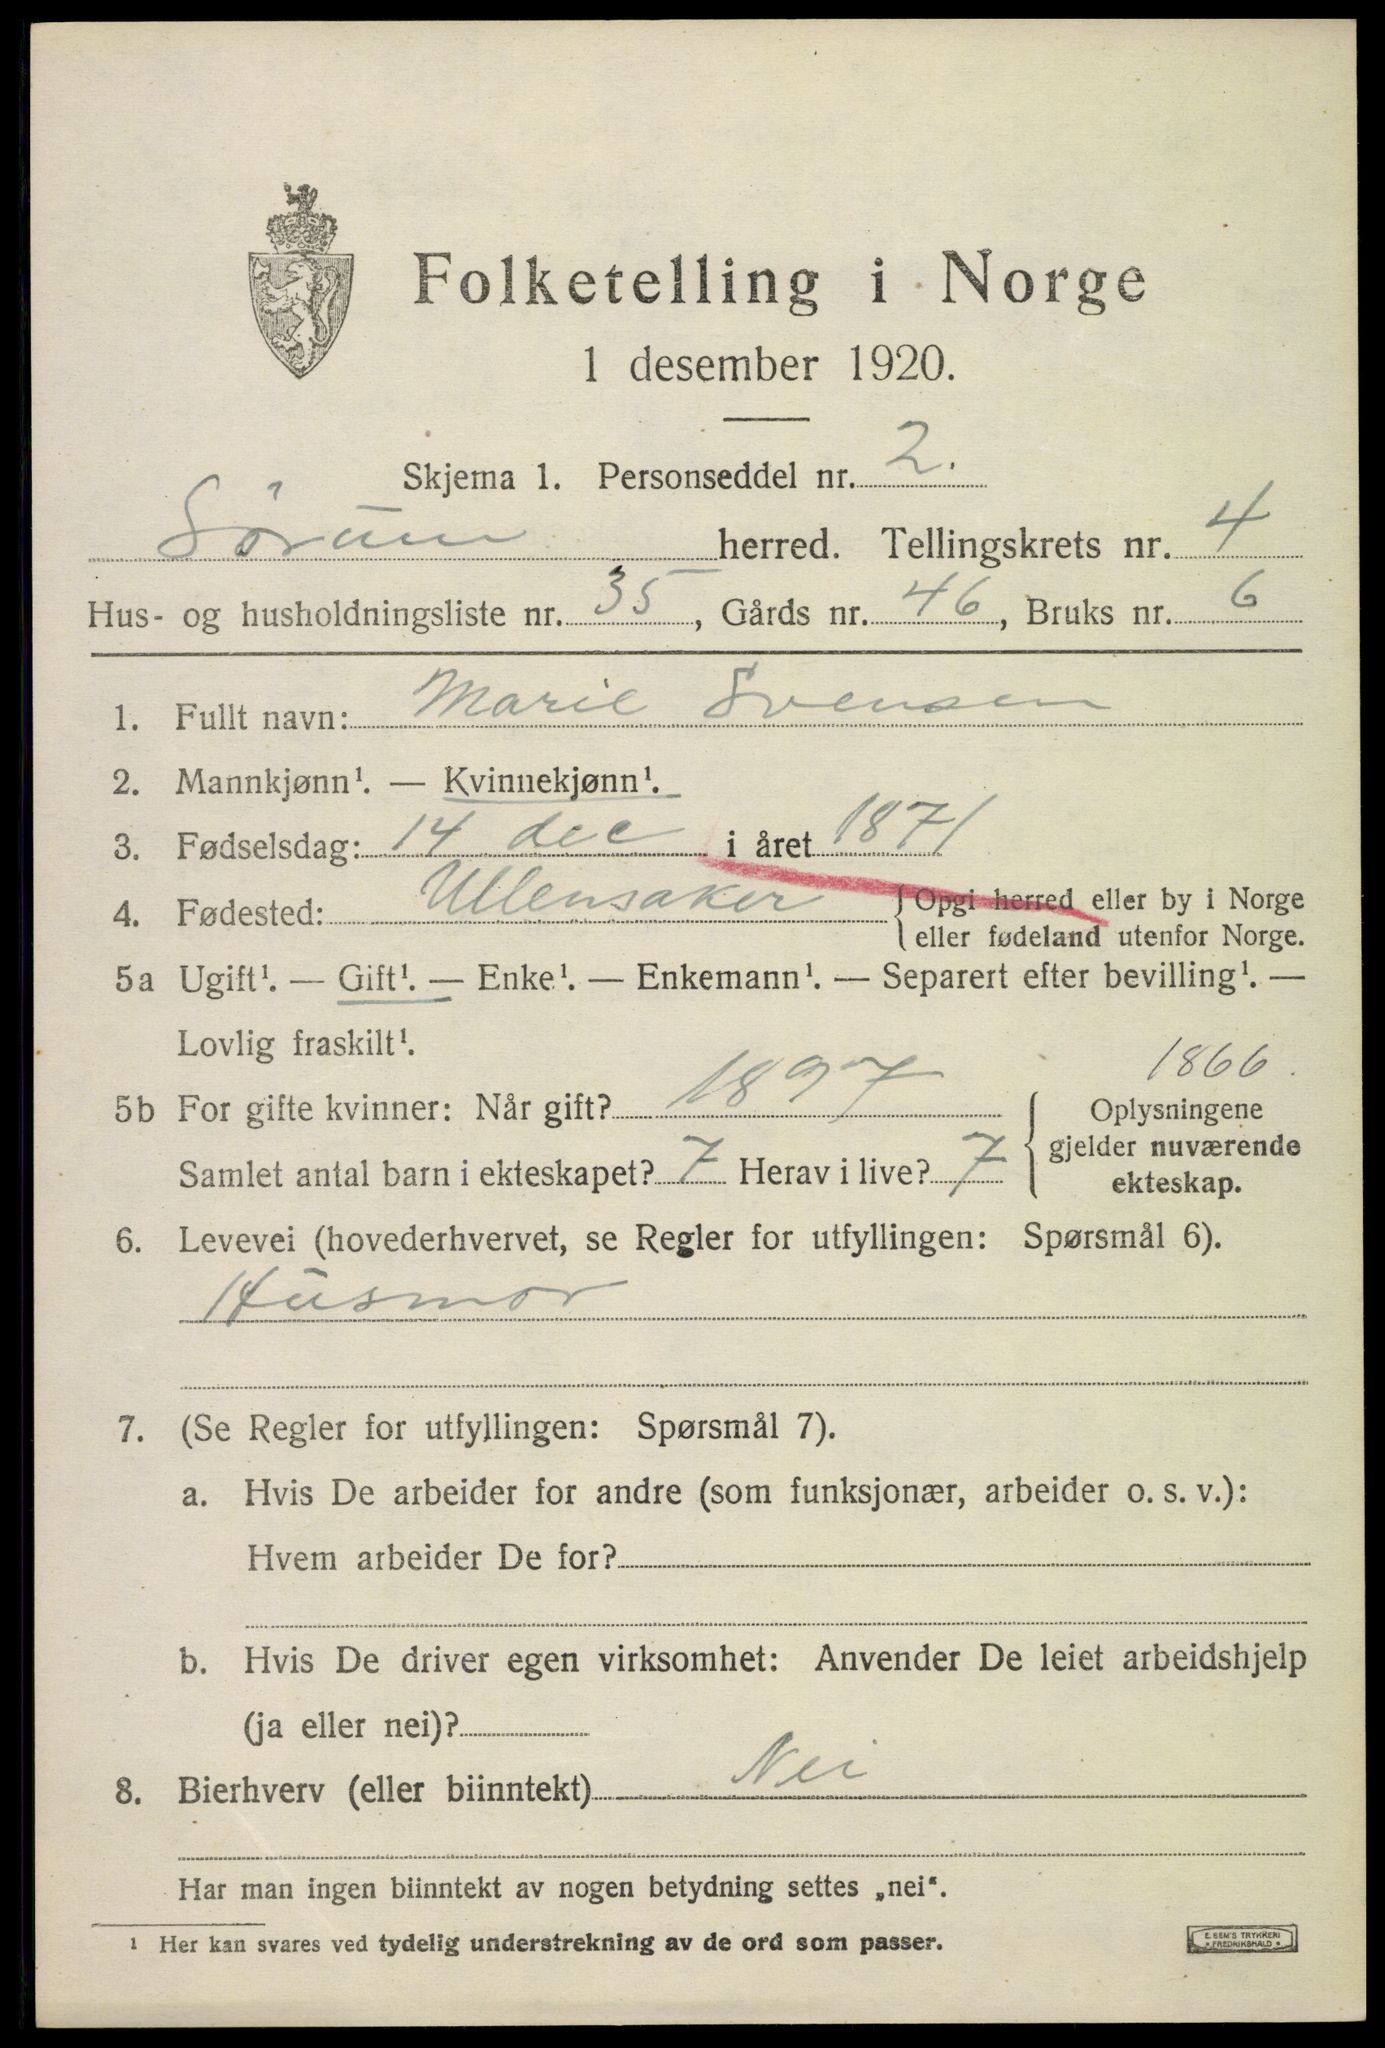 Folketelling i Norge
1 desember 1920.
Skjema 1. Personseddel nr. 2.
Sörum herred. Tellingskrets nr. 4
Hus- og husholdningsliste nr. 35, Gårds nr. 46, Bruks nr. 6
1. Fullt navn: Marie Svensen
2. Mannkjønn¹. — Kvinnekjønn¹.
3. Fødselsdag: 14 dec i året 1871
4. Fødested: Ullensaker {Opgi herred eller by i Norge
eller fødeland utenfor Norge.
5a Ugift¹. — Gift¹. — Enke¹. — Enkemann¹. — Separert efter bevilling¹. —
Lovlig fraskilt¹.
1866.
5b For gifte kvinner: Når gift? 1897 { Oplysningene
gjelder nuværende
Samlet antal barn i ekteskapet? 7 Herav i live? 7 ekteskap.
6. Levevei (hovederhvervet, se Regler for utfyllingen: Spørsmål 6).
Husmor
7. (Se Regler for utfyllingen: Spørsmål 7).
a. Hvis De arbeider for andre (som funksjonær, arbeider o. s. v.):
Hvem arbeider De for?
b. Hvis De driver egen virksomhet: Anvender De leiet arbeidshjelp
(ja eller nei)?
8. Bierhverv (eller biinntekt) Nei
Har man ingen biinntekt av nogen betydning settes „nei“.
¹ Her kan svares ved tydelig understrekning av de ord som passer.
E. SEM'S TRYKKERI
• FREDRIKSHALD •